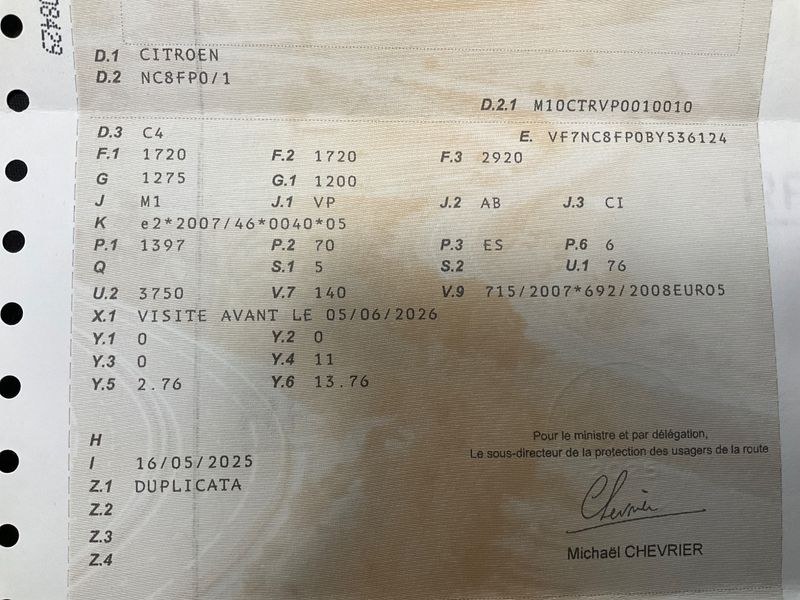 D.1 CITROEN
D.2 NC8FP0/1
D.2.1 M10CTRVP0010010
D.3 C4
E. VF7NC8FP0BY536124
F.1 1720 F.2 1720 F.3 2920
G 1275 G.1 1200
J M1 J.1 VP J.2 AB J.3 CI
K e2*2007/46*0040*05
P.1 1397 P.2 70 P.3 ES P.6 6
Q S.1 5 S.2 U.1 76
U.2 3750 V.7 140 V.9 715/2007*692/2008EURO5
X.1 VISITE AVANT LE 05/06/2026
Y.1 0 Y.2 0
Y.3 0 Y.4 11
Y.5 2.76 Y.6 13.76
H
I 16/05/2025
Z.1 DUPLICATA
Z.2
Z.3
Z.4
Pour le ministre et par délégation,
Le sous-directeur de la protection des usagers de la route
Chevrier
Michaël CHEVRIER